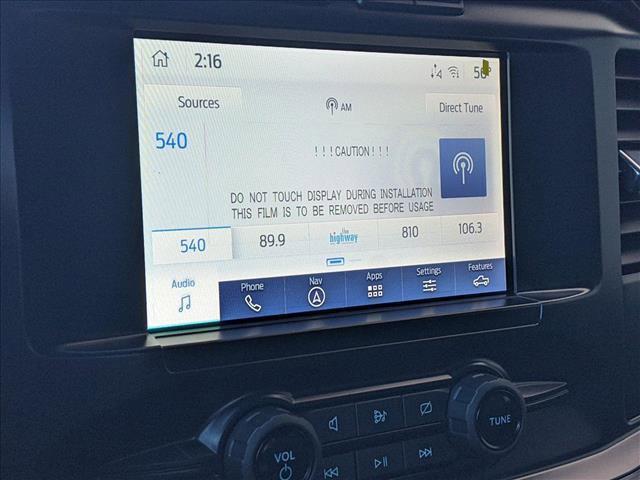 2:16
Sources
AM
Direct Tune
540
!!!CAUTION!!!
DO NOT TOUCH DISPLAY DURING INSTALLATION
THIS FILM IS TO BE REMOVED BEFORE USAGE
540
89.9
the
highway
810
106.3
Audio
Phone
Nav
Apps
Settings
Features
VOL
TUNE